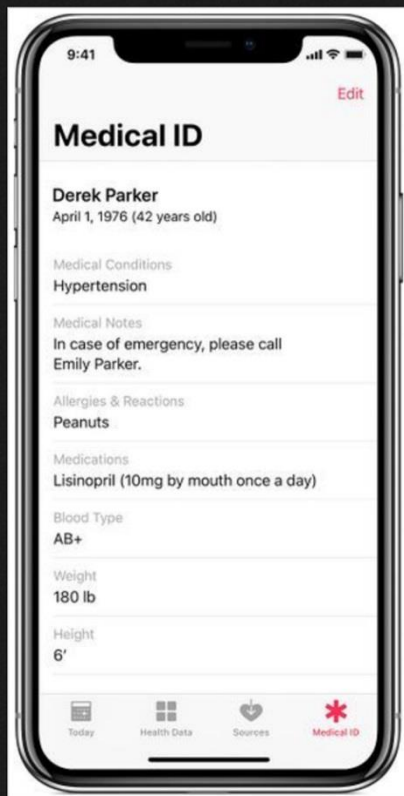 9:41
Edit
Medical ID
Derek Parker
April 1, 1976 (42 years old)
Medical Conditions
Hypertension
Medical Notes
In case of emergency, please call
Emily Parker.
Allergies & Reactions
Peanuts
Medications
Lisinopril (10mg by mouth once a day)
Blood Type
AB+
Weight
180 lb
Height
6'
Today
Health Data
Sources
Medical ID